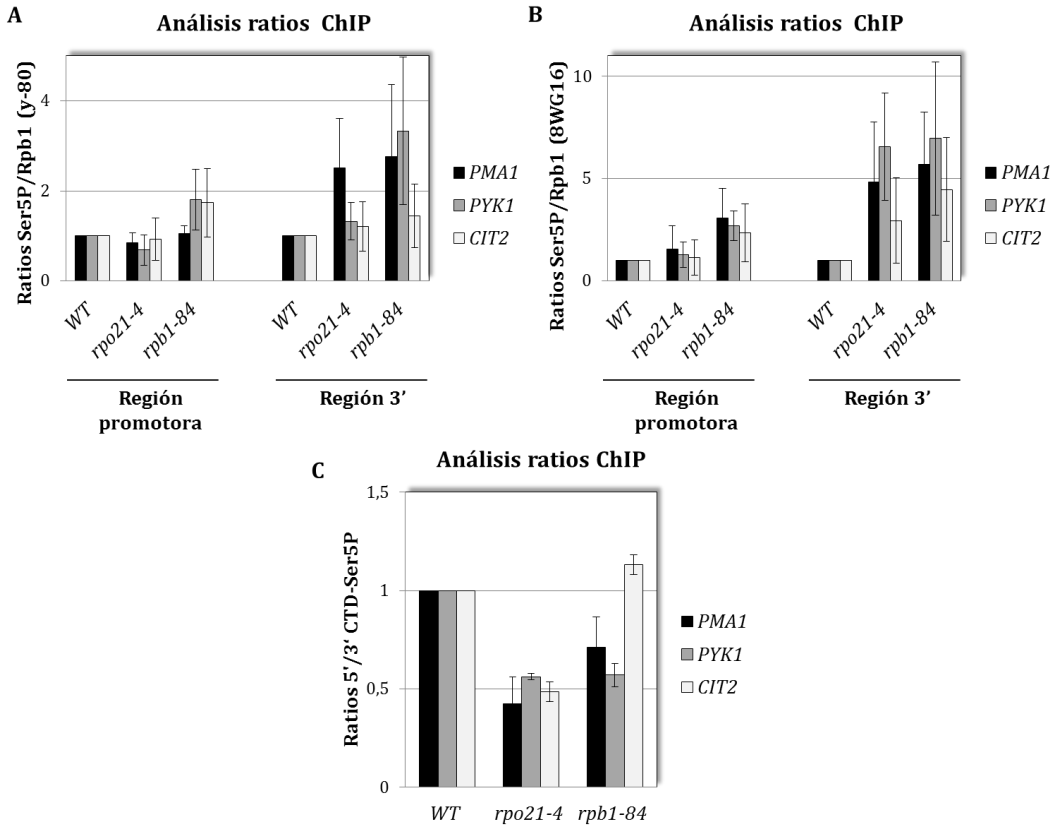 A
Análisis ratios ChIP
Ratios Ser5P/Rpb1 (y-80)
4
2
0
PMA1
PYK1
CIT2
WT
rpo21-4
rpb1-84
WT
rpo21-4
rpb1-84
Región
promotora
Región 3’
B
Análisis ratios ChIP
Ratios Ser5P/Rpb1 (8WG16)
10
5
0
PMA1
PYK1
CIT2
WT
rpo21-4
rpb1-84
WT
rpo21-4
rpb1-84
Región
promotora
Región 3’
C
Análisis ratios ChIP
Ratios 5'/3‘ CTD-Ser5P
1,5
1
0,5
0
PMA1
PYK1
CIT2
WT
rpo21-4
rpb1-84